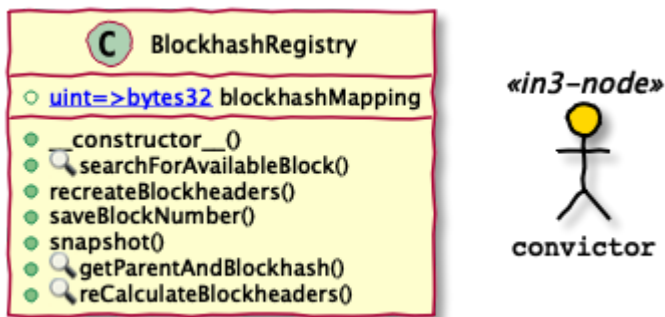 C BlockhashRegistry
uint=>bytes32 blockhashMapping
__constructor__()
searchForAvailableBlock()
recreateBlockheaders()
saveBlockNumber()
snapshot()
getParentAndBlockhash()
reCalculateBlockheaders()
«in3-node»
convictor